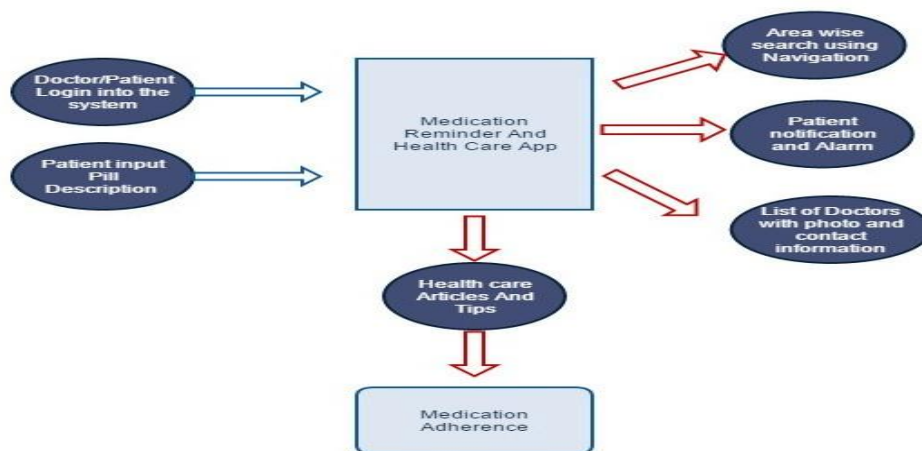 Doctor/Patient
Login into the
system
Patient input
Pill
Description
Medication
Reminder And
Health Care App
Area wise
search using
Navigation
Patient
notification
and Alarm
List of Doctors
with photo and
contact
information
Health care
Articles And
Tips
Medication
Adherence